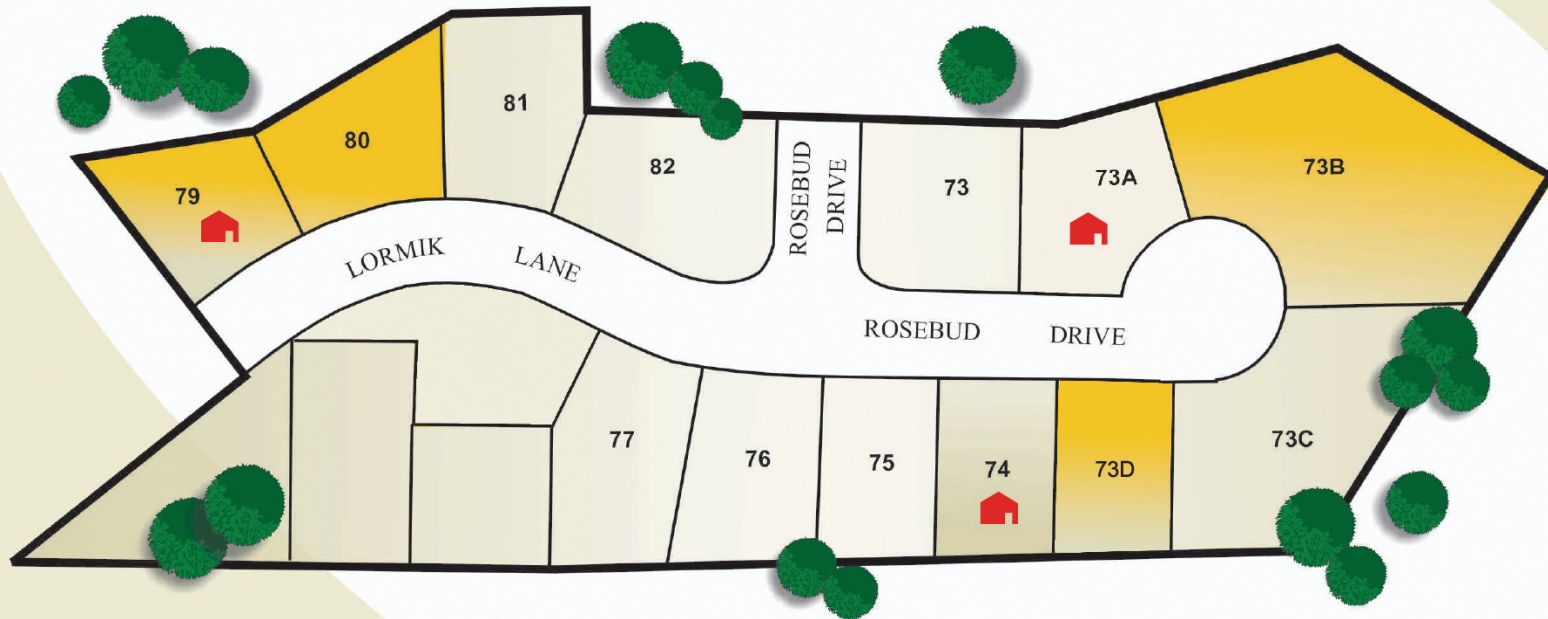 81
80
82
ROSEBUD
DRIVE
73
73A
73B
79
LORMIK LANE
ROSEBUD DRIVE
77
76
75
74
73D
73C